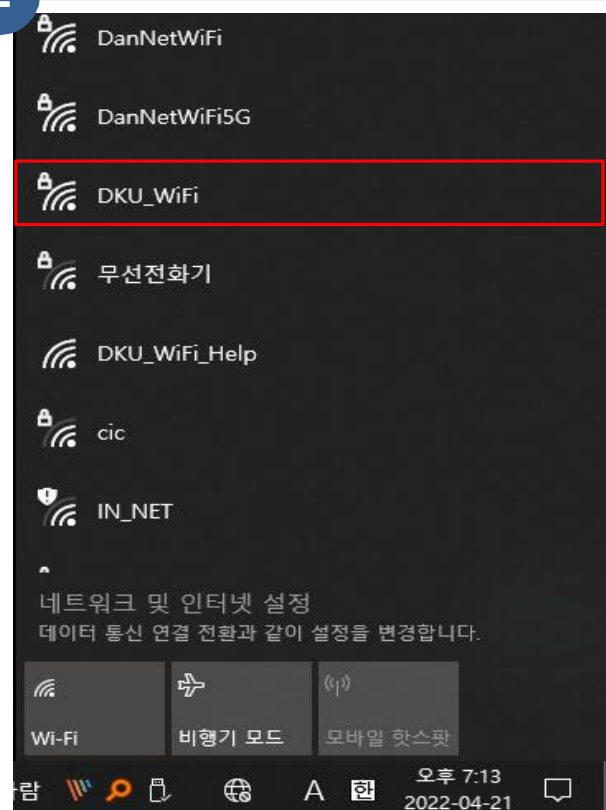 DanNetWiFi
DanNetWiFi5G
DKU_WiFi
무선전화기
DKU_WiFi_Help
cic
IN_NET
네트워크 및 인터넷 설정
데이터 통신 연결 전환과 같이 설정을 변경합니다.
Wi-Fi 비행기 모드 모바일 핫스팟
람 A 한 오후 7:13
2022-04-21